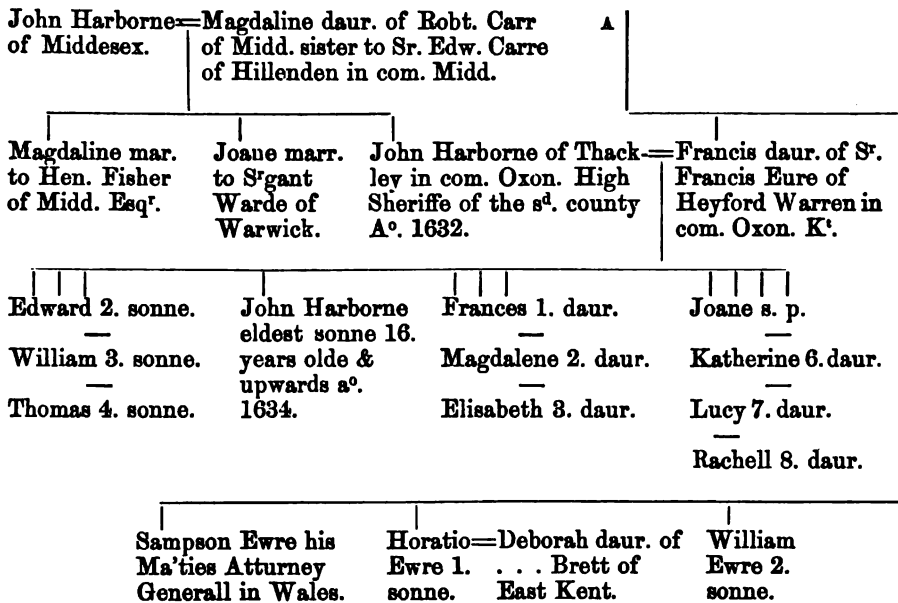 John Harborne=Magdaline daur. of Robt. Carr A
of Middesex. of Midd. sister to Sr. Edw. Carre
of Hillenden in com. Midd.
Magdaline mar. Joane marr. John Harborne of Thack-=Francis daur. of Sʳ.
to Hen. Fisher to Sʳgant ley in com. Oxon. High Francis Eure of
of Midd. Esqʳ. Warde of Sheriffe of the sᵈ. county Heyford Warren in
Warwick. Aᵒ. 1632. com. Oxon. Kᵗ.
Edward 2. sonne. John Harborne Frances 1. daur. Joane s. p.
eldest sonne 16.
William 3. sonne. years olde & Magdalene 2. daur. Katherine 6. daur.
upwards aᵒ.
Thomas 4. sonne. 1634. Elisabeth 3. daur. Lucy 7. daur.
Rachell 8. daur.
Sampson Ewre his Horatio=Deborah daur. of William
Ma'ties Atturney Ewre 1. . . . Brett of Ewre 2.
Generall in Wales. sonne. East Kent. sonne.